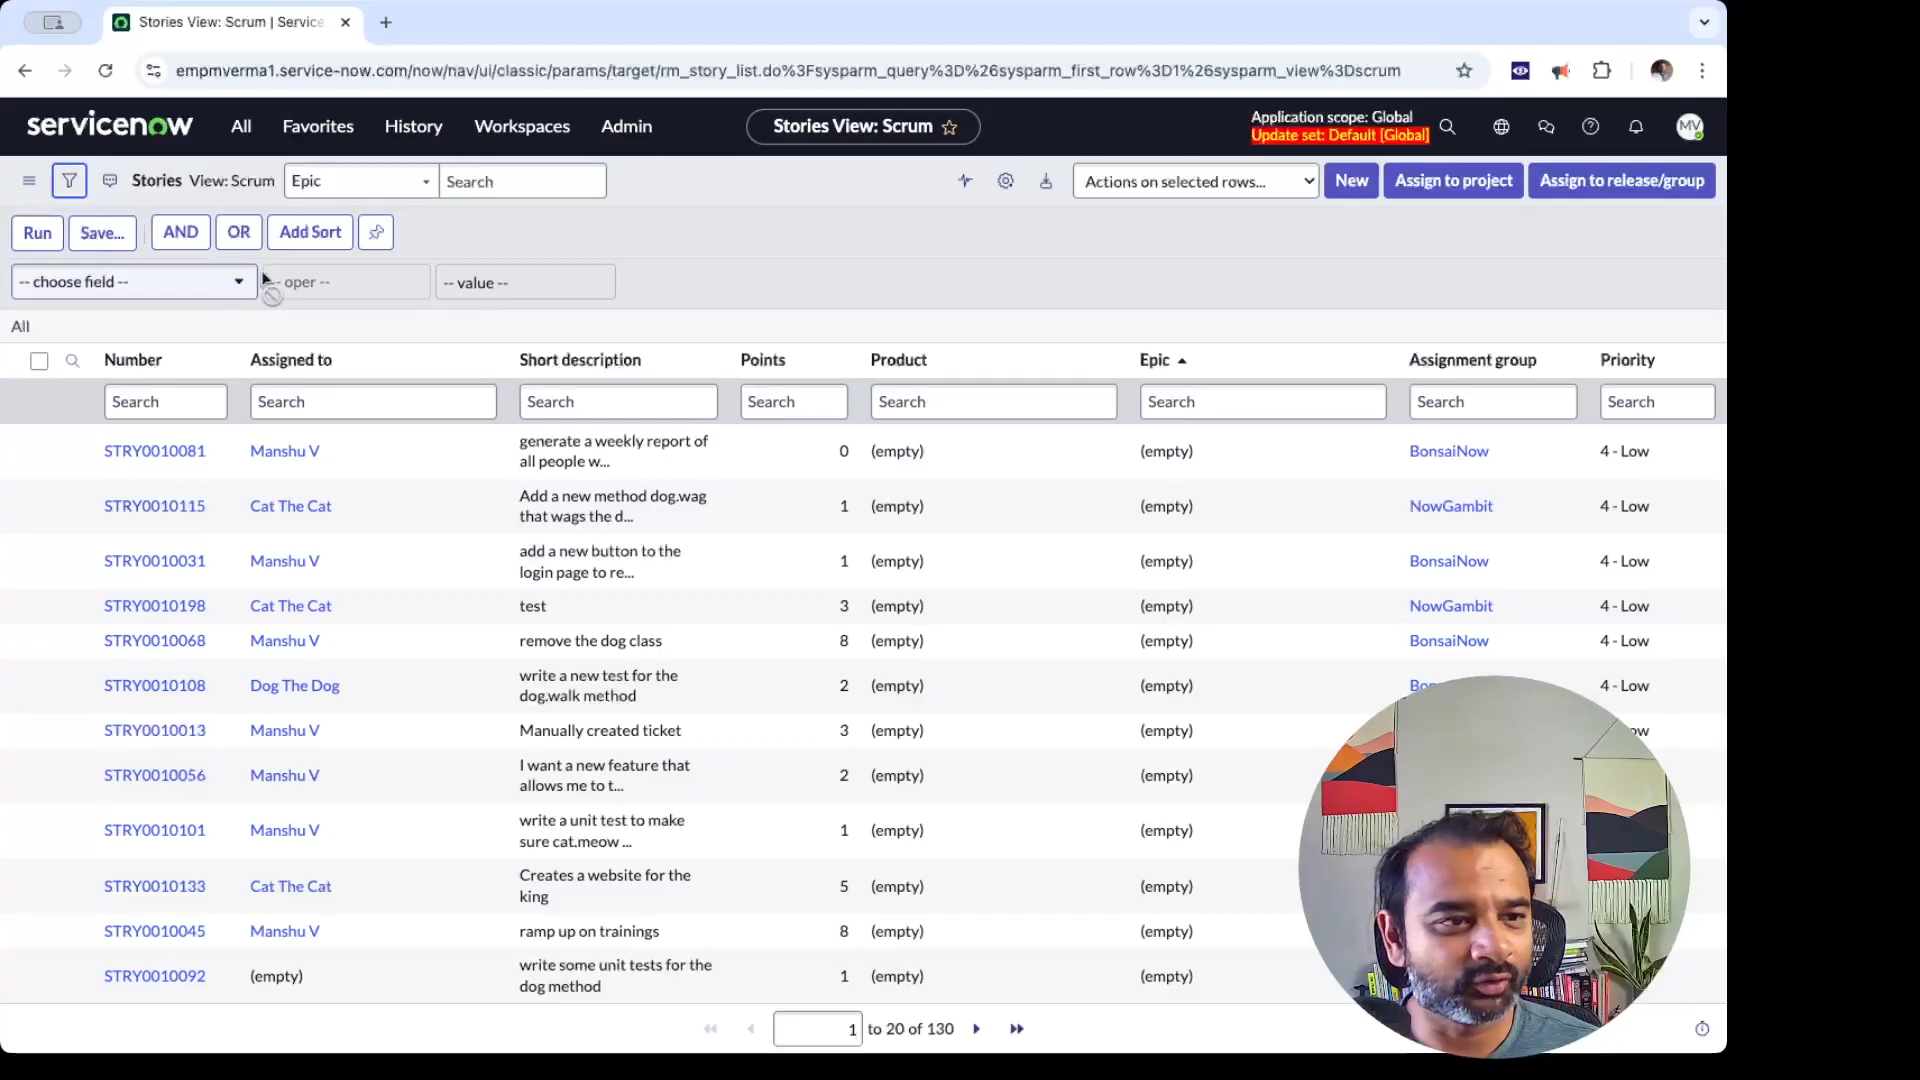 Stories View: Scrum | Service
empmverma1.service-now.com/now/nav/ui/classic/params/target/rm_story_list.do%3Fsysparm_query%3D%26sysparm_first_row%3D1%26sysparm_view%3Dscrum
servicenow All Favorites History Workspaces Admin Stories View: Scrum Application scope: Global
Update set: Default [Global] MV
Stories View: Scrum Epic Search Actions on selected rows... New Assign to project Assign to release/group
Run Save... AND OR Add Sort
-- choose field -- -- oper -- -- value --
All
Number Assigned to Short description Points Product Epic Assignment group Priority
Search Search Search Search Search Search Search Search
STRY0010081 Manshu V generate a weekly report of all people w... 0 (empty) (empty) BonsaiNow 4 - Low
STRY0010115 Cat The Cat Add a new method dog.wag that wags the d... 1 (empty) (empty) NowGambit 4 - Low
STRY0010031 Manshu V add a new button to the login page to re... 1 (empty) (empty) BonsaiNow 4 - Low
STRY0010198 Cat The Cat test 3 (empty) (empty) NowGambit 4 - Low
STRY0010068 Manshu V remove the dog class 8 (empty) (empty) BonsaiNow 4 - Low
STRY0010108 Dog The Dog write a new test for the dog.walk method 2 (empty) (empty) 4 - Low
STRY0010013 Manshu V Manually created ticket 3 (empty) (empty)
STRY0010056 Manshu V I want a new feature that allows me to t... 2 (empty) (empty)
STRY0010101 Manshu V write a unit test to make sure cat.meow ... 1 (empty) (empty)
STRY0010133 Cat The Cat Creates a website for the king 5 (empty) (empty)
STRY0010045 Manshu V ramp up on trainings 8 (empty) (empty)
STRY0010092 (empty) write some unit tests for the dog method 1 (empty) (empty)
1 to 20 of 130